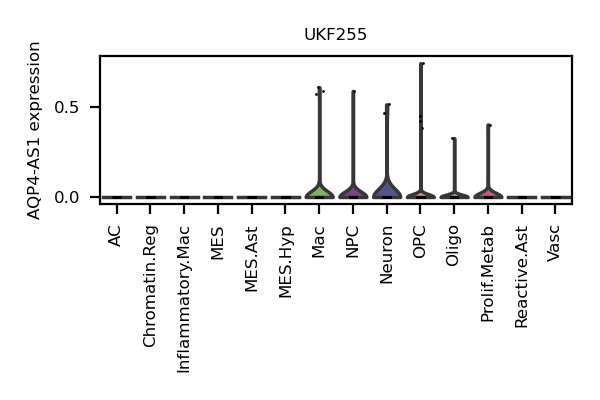 UKF255
AQP4-AS1 expression
0.5
0.0
AC
Chromatin.Reg
Inflammatory.Mac
MES
MES.Ast
MES.Hyp
Mac
NPC
Neuron
OPC
Oligo
Prolif.Metab
Reactive.Ast
Vasc